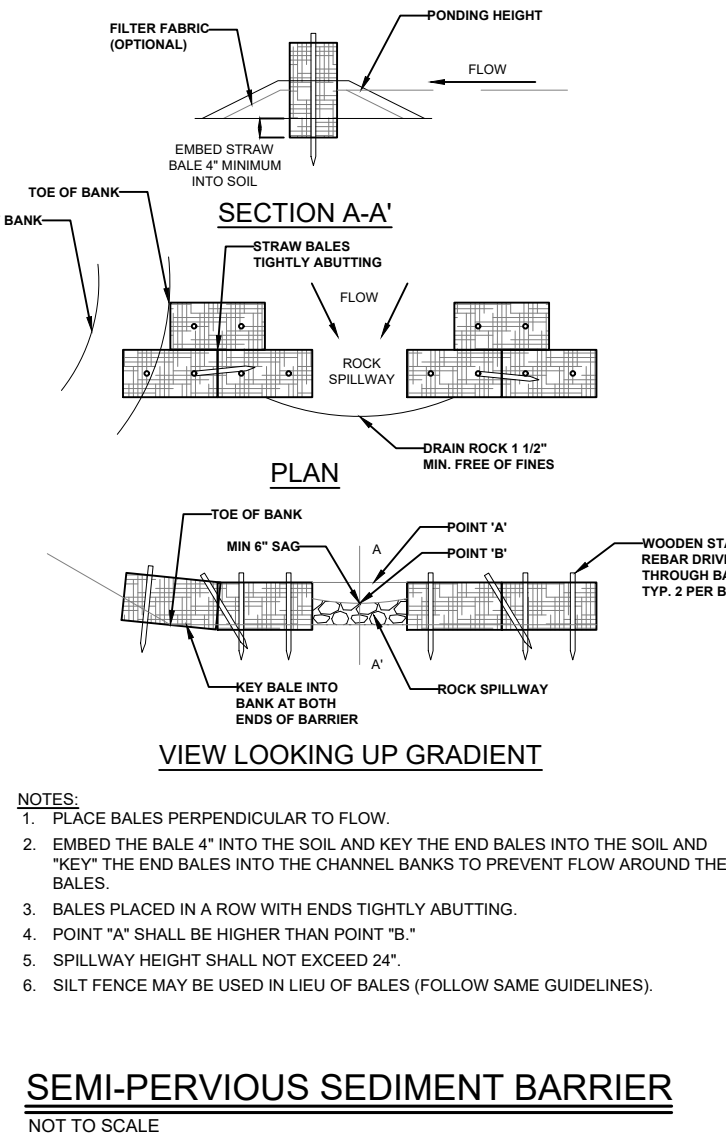 FILTER FABRIC
(OPTIONAL)
PONDING HEIGHT
FLOW
EMBED STRAW
BALE 4" MINIMUM
INTO SOIL
SECTION A-A'
TOE OF BANK
BANK
STRAW BALES
TIGHTLY ABUTTING
FLOW
ROCK
SPILLWAY
DRAIN ROCK 1 1/2"
MIN. FREE OF FINES
PLAN
TOE OF BANK
MIN 6" SAG
A
POINT 'A'
POINT 'B'
WOODEN
REBAR
THROUGH
TYP. 2 PER
A'
KEY BALE INTO
BANK AT BOTH
ENDS OF BARRIER
ROCK SPILLWAY
VIEW LOOKING UP GRADIENT
NOTES:
1. PLACE BALES PERPENDICULAR TO FLOW.
2. EMBED THE BALE 4" INTO THE SOIL AND KEY THE END BALES INTO THE SOIL AND
"KEY" THE END BALES INTO THE CHANNEL BANKS TO PREVENT FLOW AROUND THE
BALES.
3. BALES PLACED IN A ROW WITH ENDS TIGHTLY ABUTTING.
4. POINT "A" SHALL BE HIGHER THAN POINT "B."
5. SPILLWAY HEIGHT SHALL NOT EXCEED 24".
6. SILT FENCE MAY BE USED IN LIEU OF BALES (FOLLOW SAME GUIDELINES).
SEMI-PERVIOUS SEDIMENT BARRIER
NOT TO SCALE